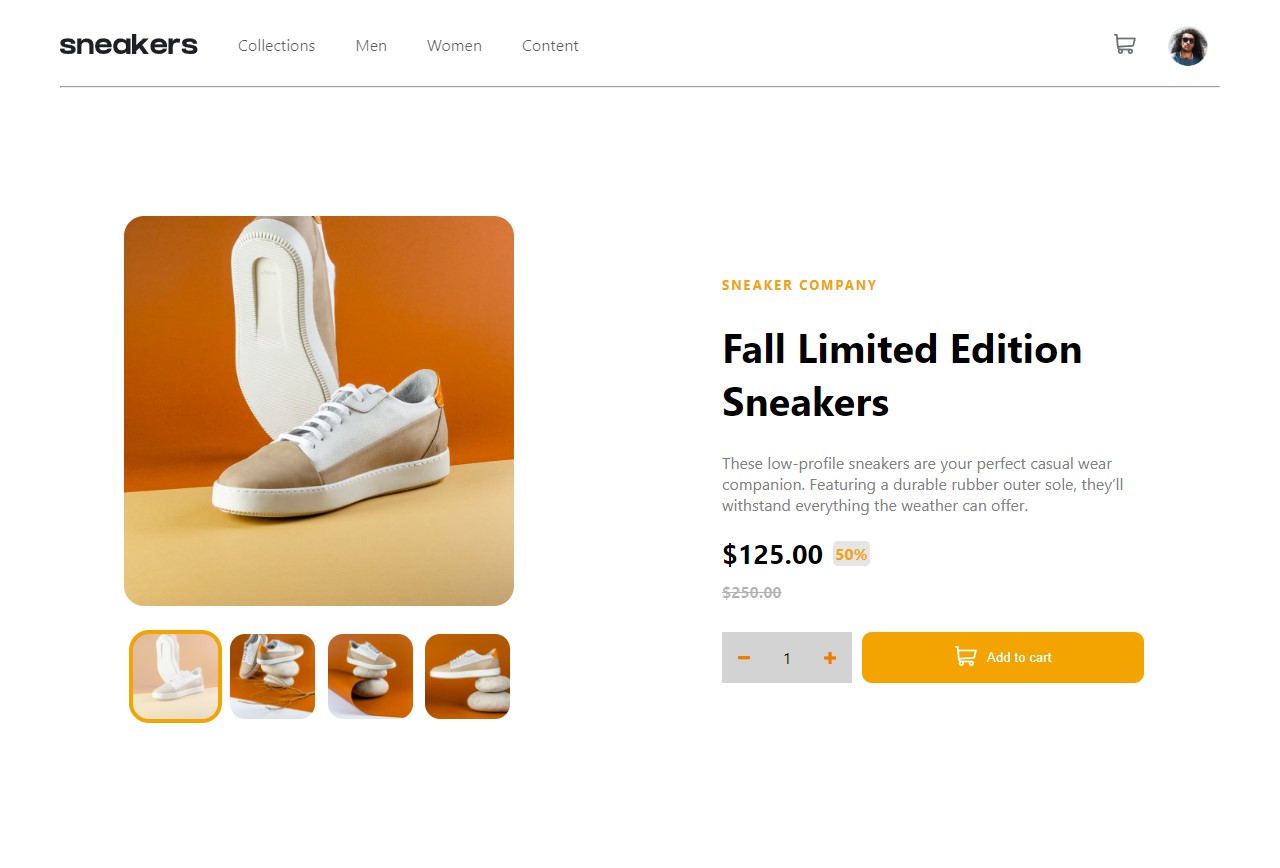 sneakers Collections Men Women Content
SNEAKER COMPANY
Fall Limited Edition
Sneakers
These low-profile sneakers are your perfect casual wear
companion. Featuring a durable rubber outer sole, they’ll
withstand everything the weather can offer.
$125.00 50%
$250.00
1 Add to cart